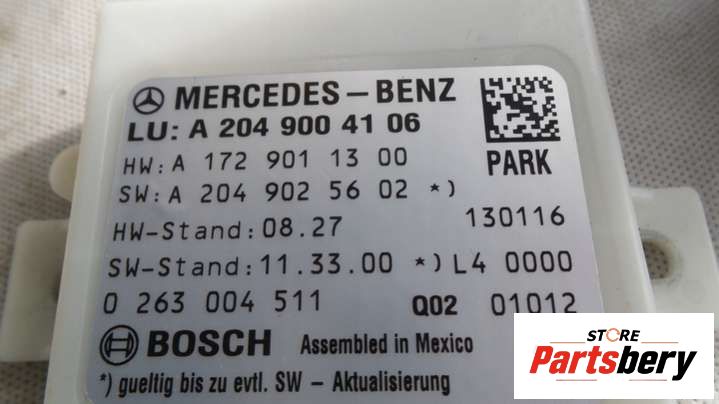 MERCEDES-BENZ
LU: A 204 900 41 06
HW: A 172 901 13 00
PARK
SW: A 204 902 56 02 *)
HW-Stand: 08.27
130116
SW-Stand: 11.33.00 *) L4 0000
0 263 004 511 Q02 01012
BOSCH Assembled in Mexico
*) gueltig bis zu evtl. SW - Aktualisierung
STORE
Partsbery